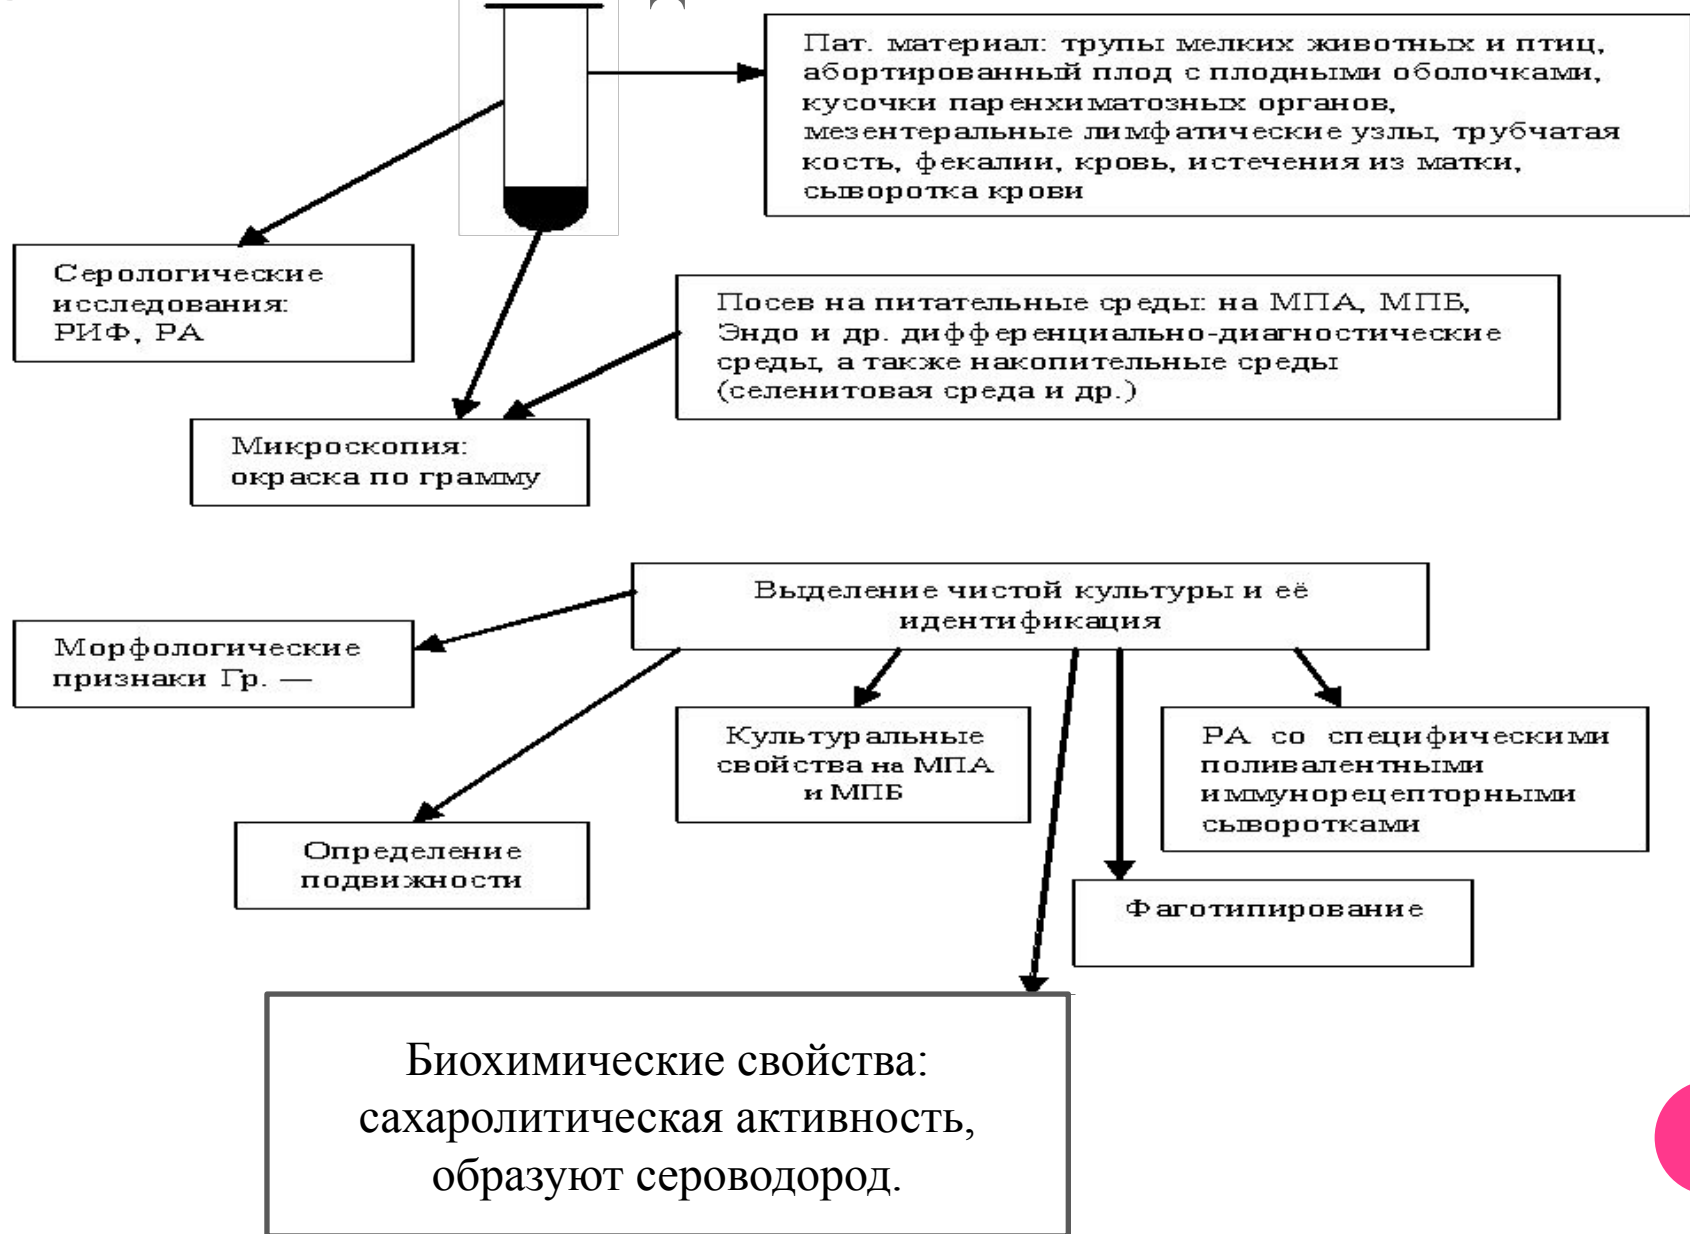 Пат. материал: трупы мелких животных и птиц,
абортированный плод с плодными оболочками,
кусочки паренхиматозных органов,
мезентеральные лимфатические узлы, трубчатая
кость, фекалии, кровь, истечения из матки,
сыворотка крови
Серологические
исследования:
РИФ, РА
Посев на питательные среды: на МПА, МПБ,
Эндо и др. дифференциально-диагностические
среды, а также накопительные среды
(селенитовая среда и др.)
Микроскопия:
окраска по грамму
Выделение чистой культуры и её
идентификация
Морфологические
признаки Гр. —
Культуральные
свойства на МПА
и МПБ
РА со специфическими
поливалентными
иммунорецепторными
сыворотками
Определение
подвижности
Фаготипирование
Биохимические свойства:
сахаролитическая активность,
образуют сероводород.